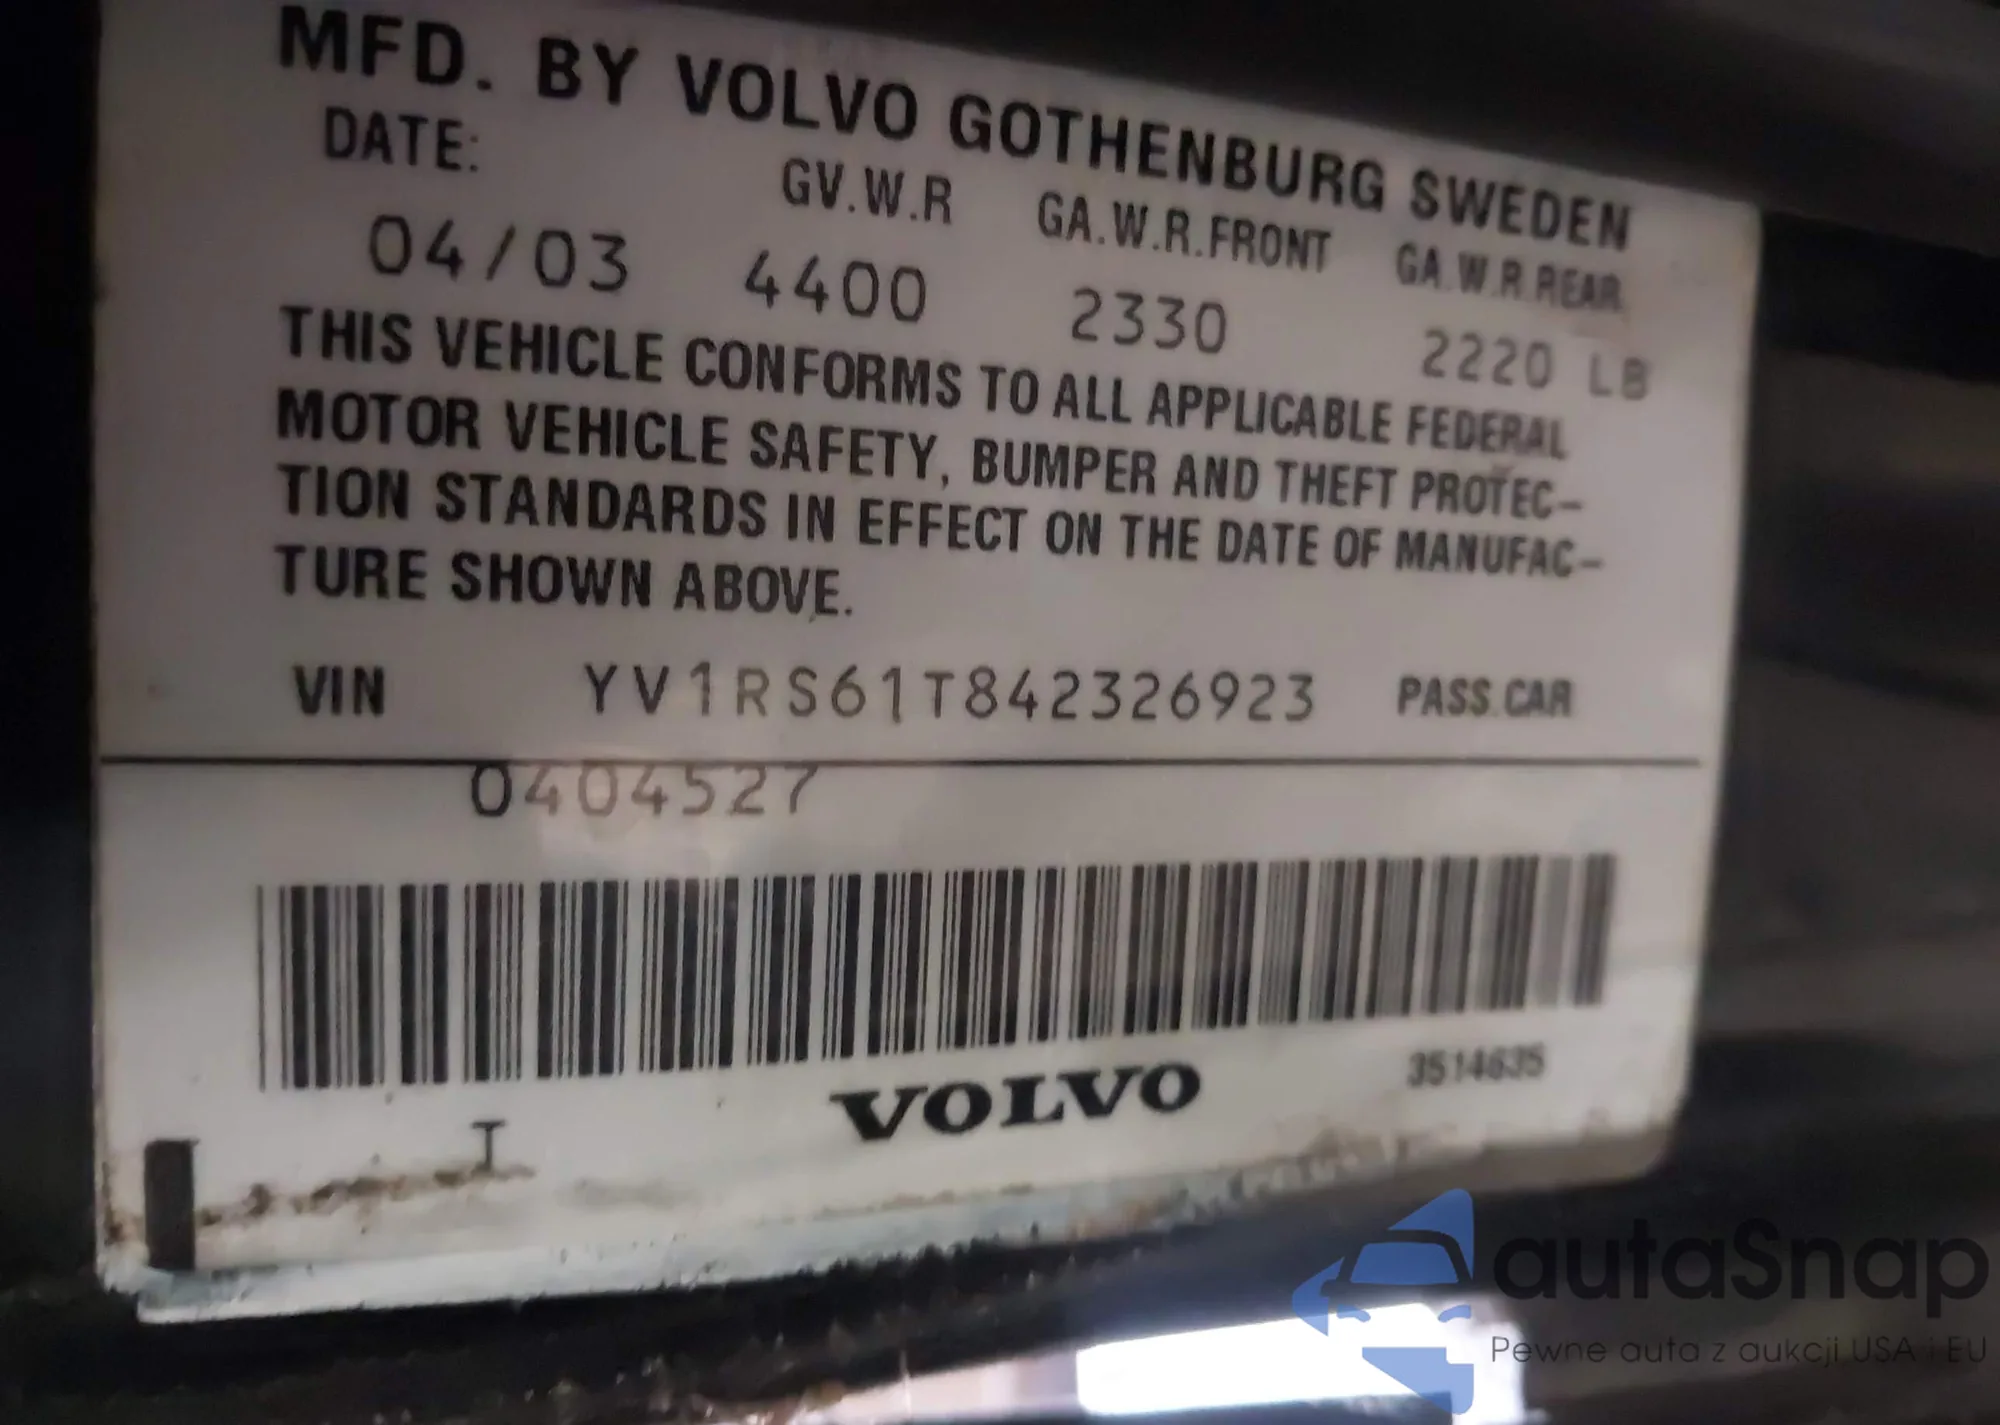 MFD. BY VOLVO GOTHENBURG SWEDEN
DATE: GV.W.R GA.W.R.FRONT GA.W.R.REAR
04/03 4400 2330 2220 LB
THIS VEHICLE CONFORMS TO ALL APPLICABLE FEDERAL
MOTOR VEHICLE SAFETY, BUMPER AND THEFT PROTEC-
TION STANDARDS IN EFFECT ON THE DATE OF MANUFAC-
TURE SHOWN ABOVE.
VIN YV1RS61T842326923 PASS.CAR
0404527
VOLVO 3514635
I
autaSnap
Pewne auta z aukcji USA i EU